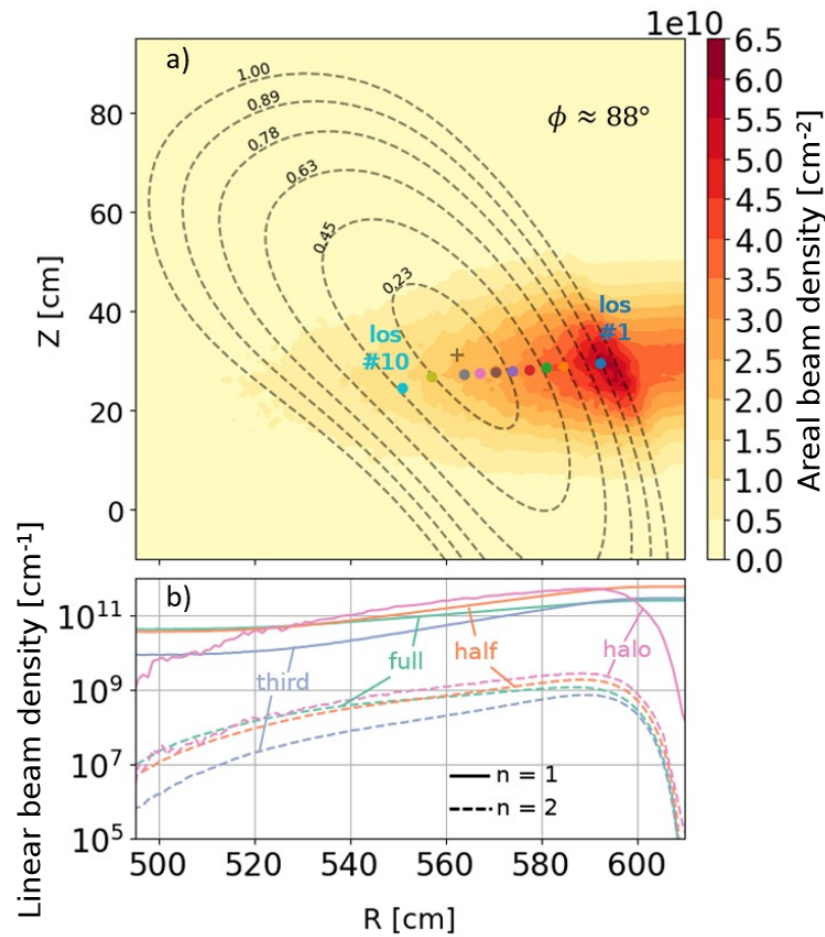 1e10
a)
1.00
0.89
0.78
0.63
0.45
0.23
ϕ ≈ 88°
los
#1
los
#10
80
60
40
20
0
Z [cm]
6.5
6.0
5.5
5.0
4.5
4.0
3.5
3.0
2.5
2.0
1.5
1.0
0.5
0.0
Areal beam density [cm⁻²]
b)
10¹¹
10⁹
10⁷
10⁵
Linear beam density [cm⁻¹]
third
full
half
halo
n = 1
n = 2
500
520
540
560
580
600
R [cm]